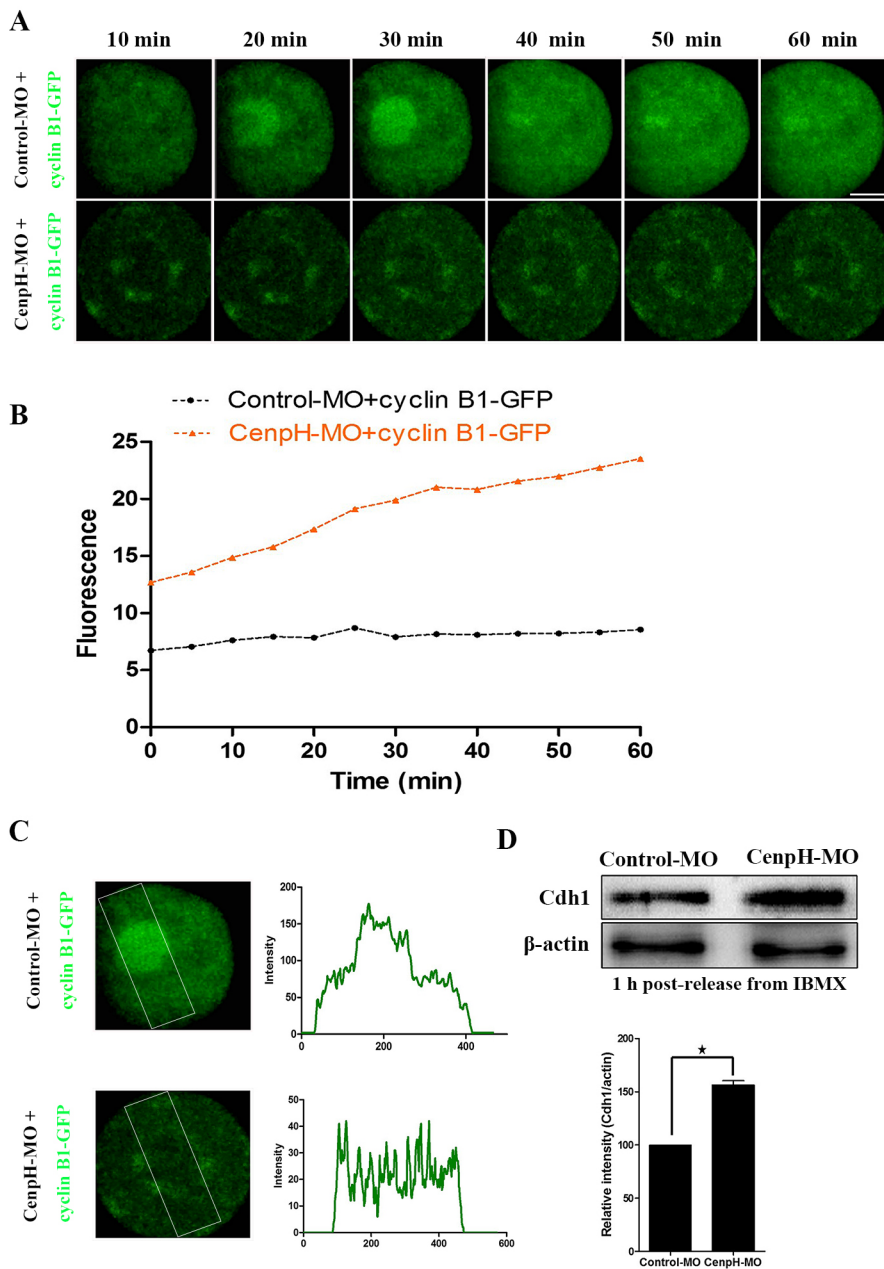 A
10 min 20 min 30 min 40 min 50 min 60 min
Control-MO +
cyclin B1-GFP
CenpH-MO +
cyclin B1-GFP
B
Control-MO+cyclin B1-GFP
CenpH-MO+cyclin B1-GFP
Fluorescence
25
20
15
10
5
0
0 10 20 30 40 50 60
Time (min)
C
Control-MO +
cyclin B1-GFP
Intensity
200
150
100
50
0
0 200 400
CenpH-MO +
cyclin B1-GFP
Intensity
50
40
30
20
10
0
0 200 400 600
D
Control-MO CenpH-MO
Cdh1
β-actin
1 h post-release from IBMX
Relative intensity (Cdh1/actin)
200
150
100
50
0
Control-MO CenpH-MO